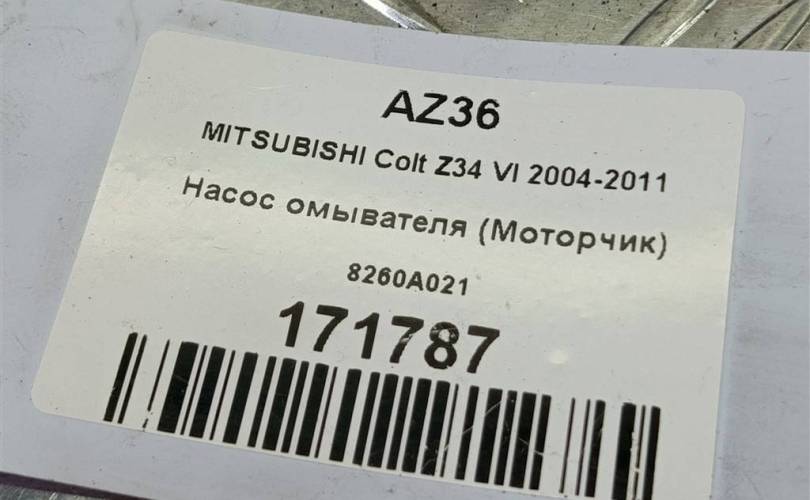 AZ36
MITSUBISHI Colt Z34 VI 2004-2011
Насос омывателя (Моторчик)
8260A021
171787